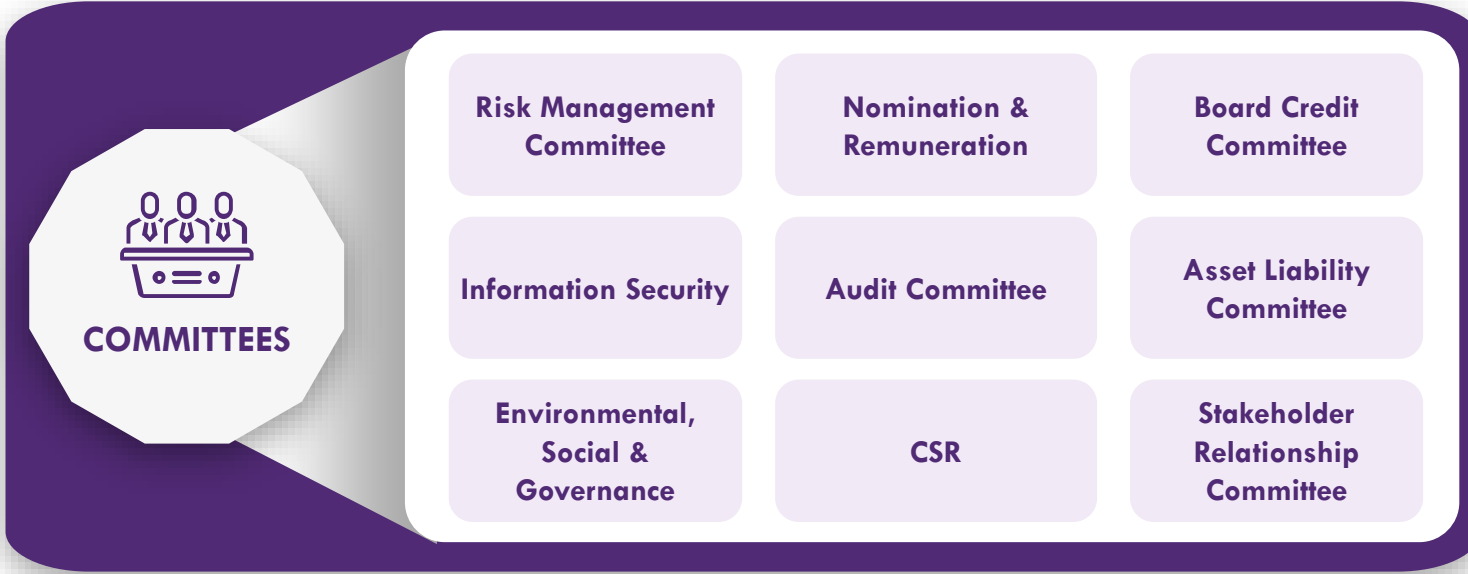 COMMITTEES
Risk Management
Committee
Nomination &
Remuneration
Board Credit
Committee
Information Security
Audit Committee
Asset Liability
Committee
Environmental,
Social &
Governance
CSR
Stakeholder
Relationship
Committee